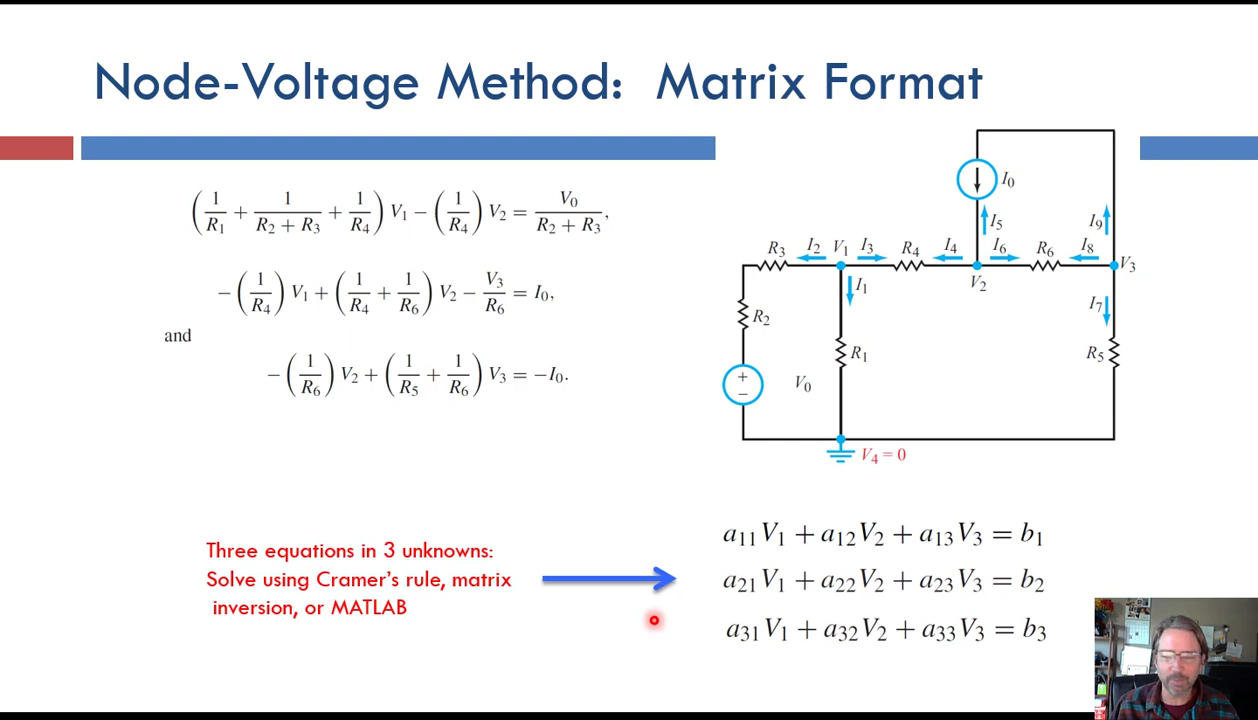 Node-Voltage Method: Matrix Format
(1/R₁ + 1/(R₂ + R₃) + 1/R₄) V₁ − (1/R₄) V₂ = V₀/(R₂ + R₃),
−(1/R₄) V₁ + (1/R₄ + 1/R₆) V₂ − V₃/R₆ = I₀,
and
−(1/R₆) V₂ + (1/R₅ + 1/R₆) V₃ = −I₀.
I₀
I₅
I₉
R₃ I₂ V₁ I₃ R₄ I₄ I₆ R₆ I₈
V₃
V₂
I₁
I₇
R₂
R₁
R₅
+
−
V₀
V₄ = 0
Three equations in 3 unknowns:
Solve using Cramer's rule, matrix
inversion, or MATLAB
a₁₁V₁ + a₁₂V₂ + a₁₃V₃ = b₁
a₂₁V₁ + a₂₂V₂ + a₂₃V₃ = b₂
a₃₁V₁ + a₃₂V₂ + a₃₃V₃ = b₃